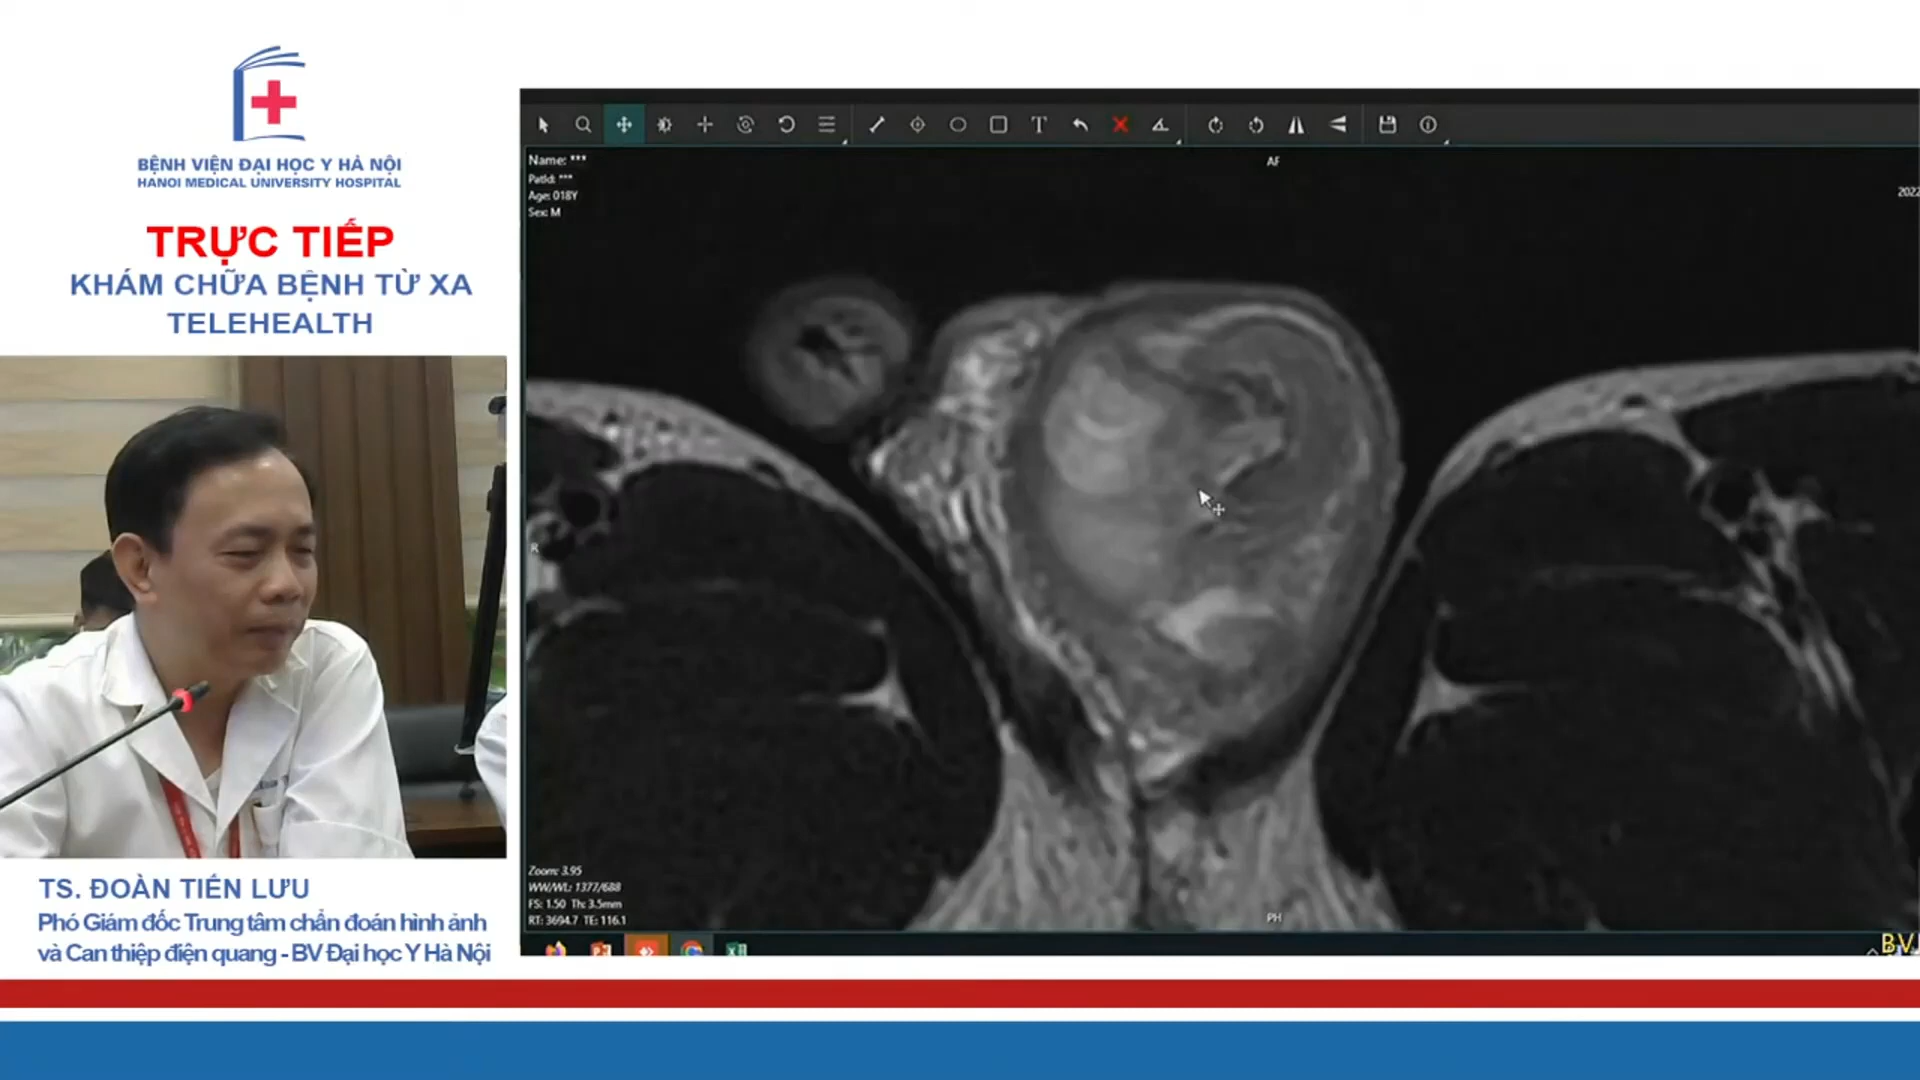 BỆNH VIỆN ĐẠI HỌC Y HÀ NỘI
HANOI MEDICAL UNIVERSITY HOSPITAL
TRỰC TIẾP
KHÁM CHỮA BỆNH TỪ XA
TELEHEALTH
TS. ĐOÀN TIẾN LƯU
Phó Giám đốc Trung tâm chẩn đoán hình ảnh
và Can thiệp điện quang - BV Đại học Y Hà Nội
Name: ***
PatId: ***
Age: 018Y
Sex: M
AF
2022
R
Zoom: 3.95
WW/WL: 1377/688
FS: 1.50 Th: 3.5mm
RT: 3694.7 TE: 116.1
PH
BV